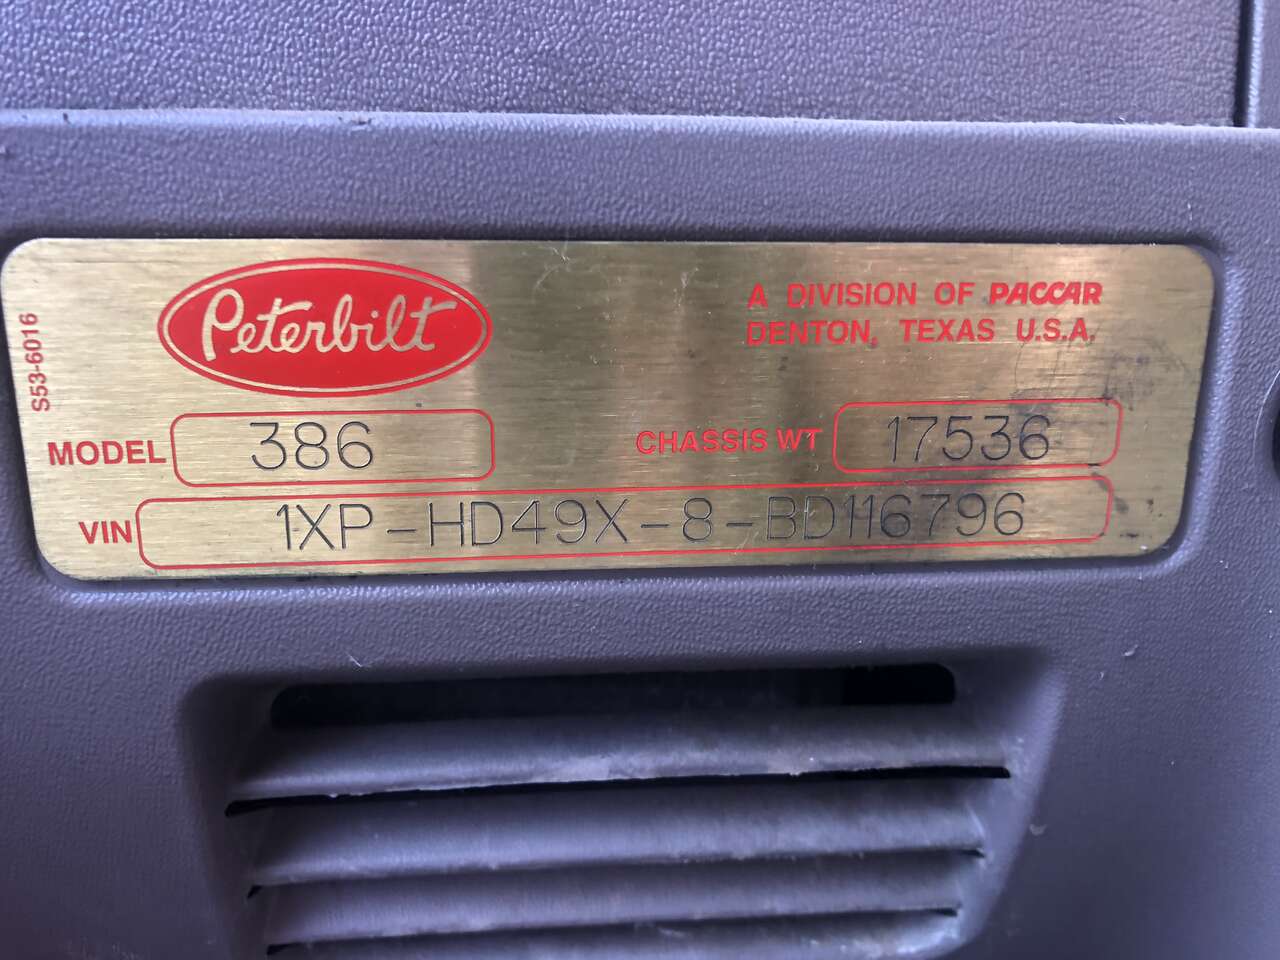 Peterbilt
A DIVISION OF PACCAR
DENTON, TEXAS U.S.A.
S53-6016
MODEL 386
CHASSIS WT 17536
VIN 1XP-HD49X-8-BD116796